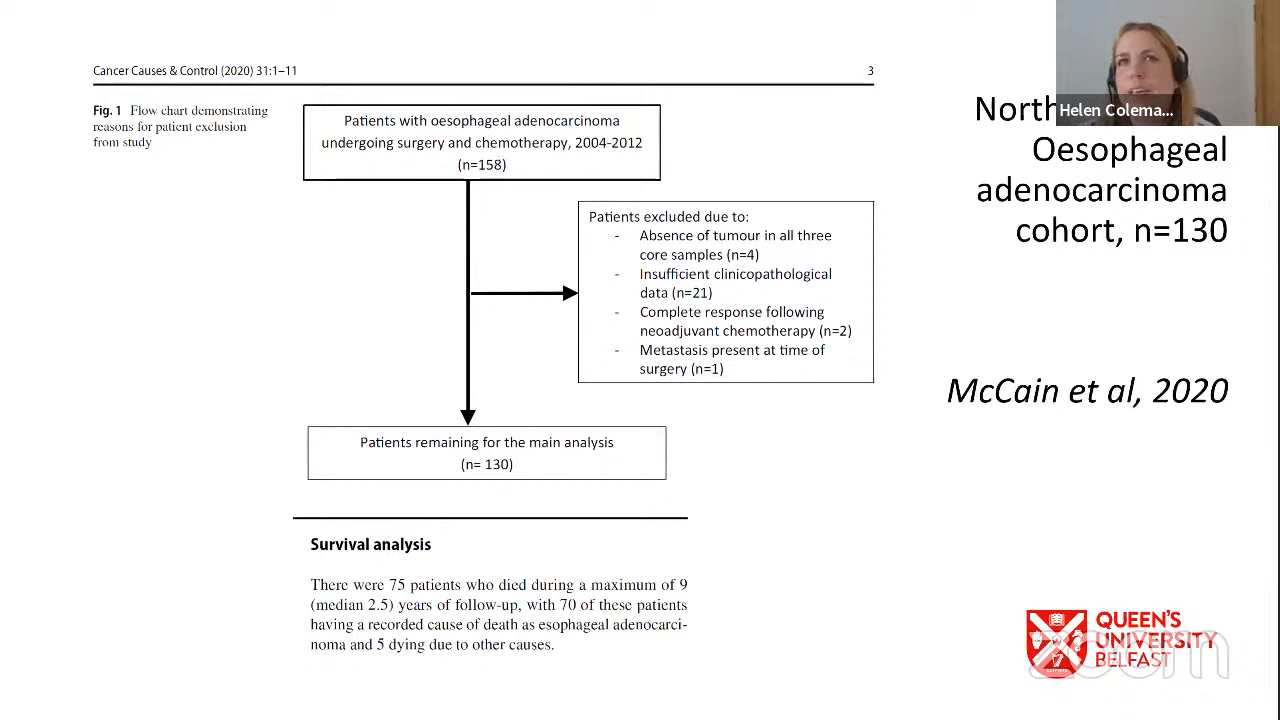 Cancer Causes & Control (2020) 31:1–11
3
Fig. 1 Flow chart demonstrating
reasons for patient exclusion
from study
Patients with oesophageal adenocarcinoma
undergoing surgery and chemotherapy, 2004-2012
(n=158)
Patients excluded due to:
- Absence of tumour in all three
core samples (n=4)
- Insufficient clinicopathological
data (n=21)
- Complete response following
neoadjuvant chemotherapy (n=2)
- Metastasis present at time of
surgery (n=1)
Patients remaining for the main analysis
(n= 130)
Survival analysis
There were 75 patients who died during a maximum of 9
(median 2.5) years of follow-up, with 70 of these patients
having a recorded cause of death as esophageal adenocarci-
noma and 5 dying due to other causes.
Helen Colema...
North
Oesophageal
adenocarcinoma
cohort, n=130
McCain et al, 2020
QUEEN'S
UNIVERSITY
BELFAST
zoom